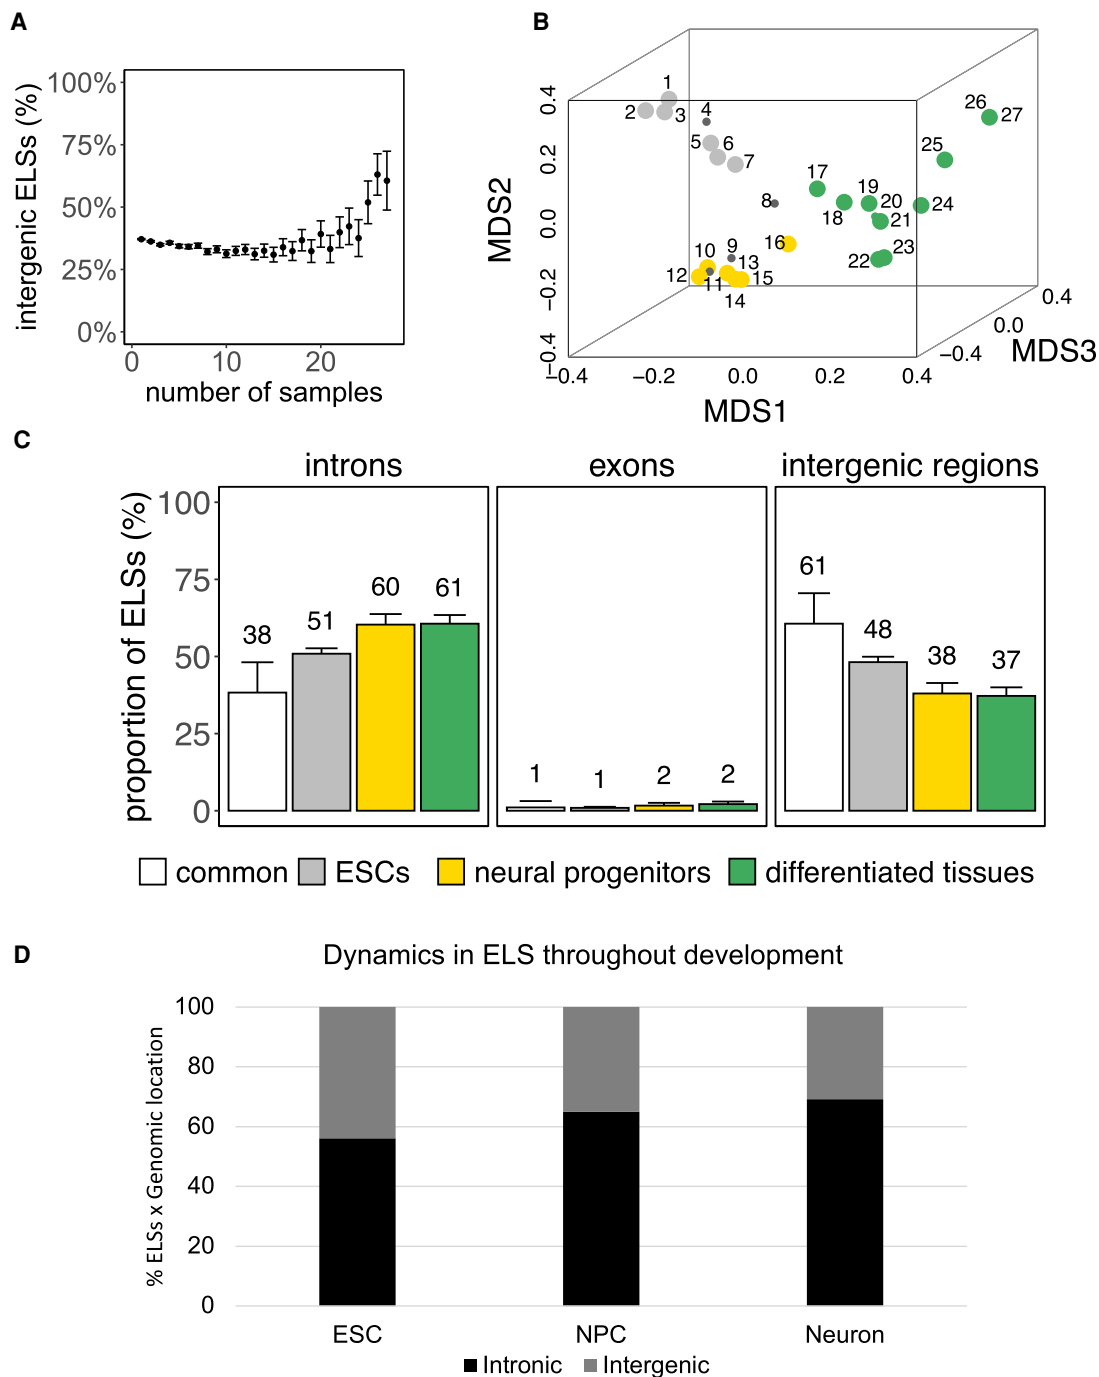 A
intergenic ELSs (%)
100%
75%
50%
25%
0%
0 10 20
number of samples
B
MDS2
0.4
0.2
0.0
−0.2
−0.4
−0.4 −0.2 0.0 0.2 0.4
MDS1
−0.4
0.0
0.4
MDS3
1
2
3
4
5
6
7
8
9
10
11
12
13
14
15
16
17
18
19
20
21
22
23
24
25
26
27
C
introns exons intergenic regions
proportion of ELSs (%)
100
75
50
25
0
38 51 60 61
1 1 2 2
61 48 38 37
common ESCs neural progenitors differentiated tissues
D
Dynamics in ELS throughout development
% ELSs x Genomic location
100
80
60
40
20
0
ESC NPC Neuron
Intronic Intergenic